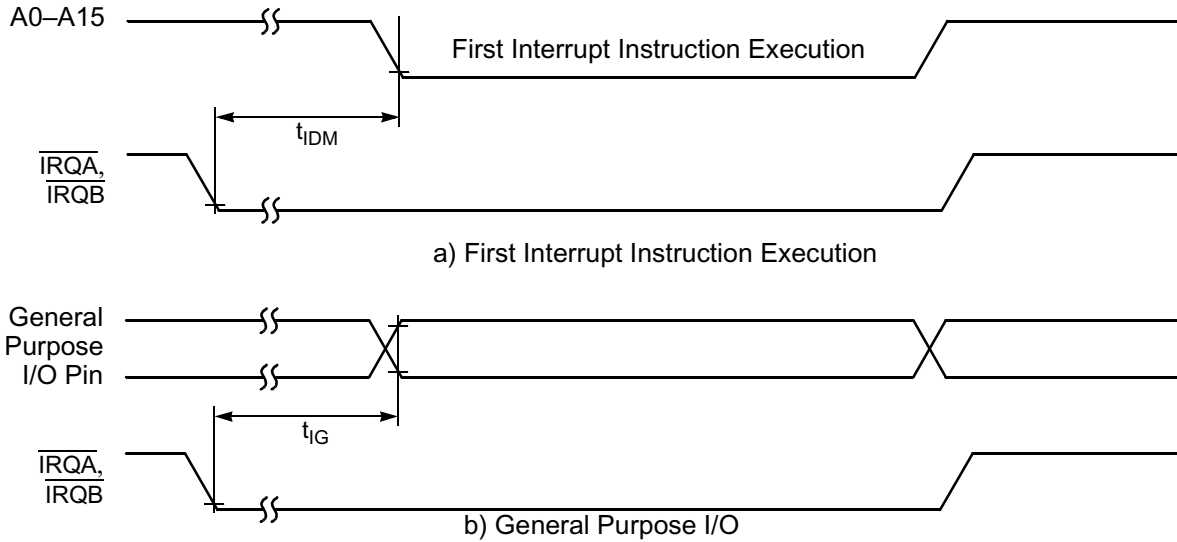 A0–A15
First Interrupt Instruction Execution
tIDM
IRQA,
IRQB
a) First Interrupt Instruction Execution
General
Purpose
I/O Pin
tIG
IRQA,
IRQB
b) General Purpose I/O